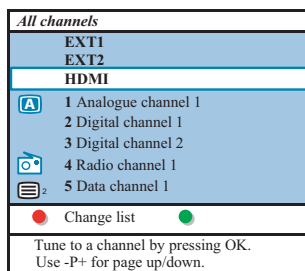 All channels
EXT1
EXT2
HDMI
A 1 Analogue channel 1
2 Digital channel 1
3 Digital channel 2
4 Radio channel 1
2 5 Data channel 1
Change list
Tune to a channel by pressing OK.
Use -P+ for page up/down.